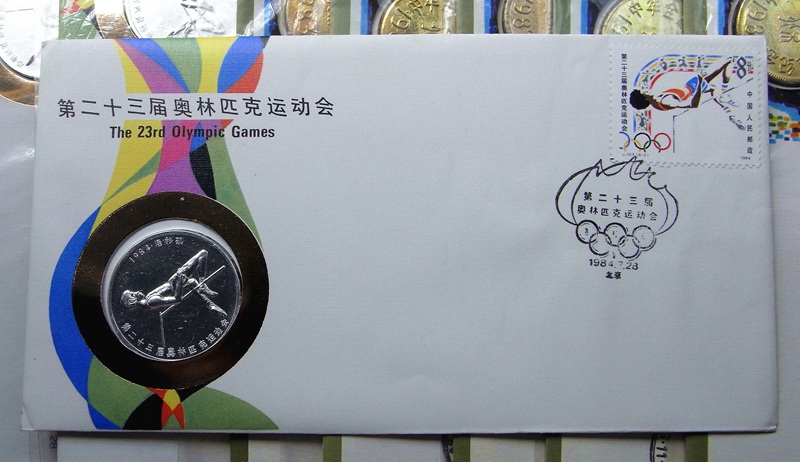 第二十三届奥林匹克运动会
The 23rd Olympic Games
8分
第二十三届奥林匹克运动会
中国人民邮政
1984
第二十三届
奥林匹克运动会
1984.7.28
北京
1984·洛杉矶
第二十三届奥林匹克运动会